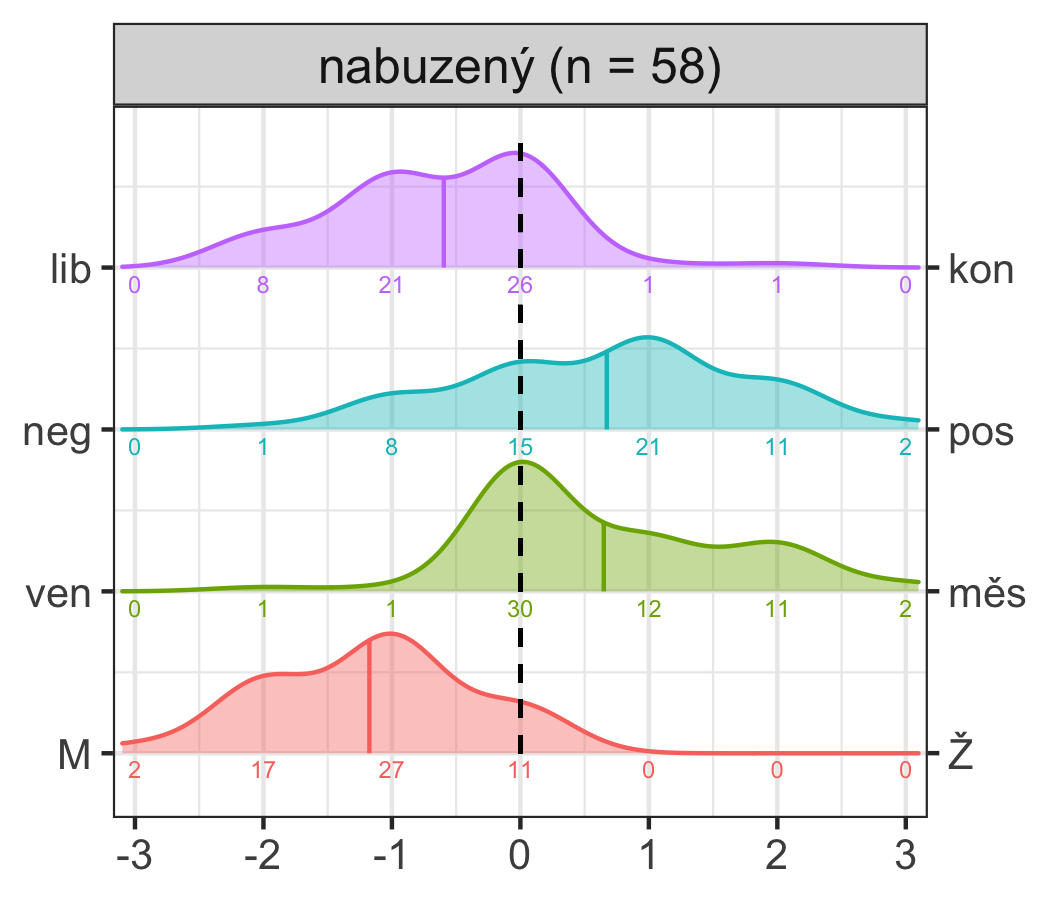 nabuzený (n = 58)
lib kon
0 8 21 26 1 1 0
neg pos
0 1 8 15 21 11 2
ven měs
0 1 1 30 12 11 2
M Ž
2 17 27 11 0 0 0
-3 -2 -1 0 1 2 3